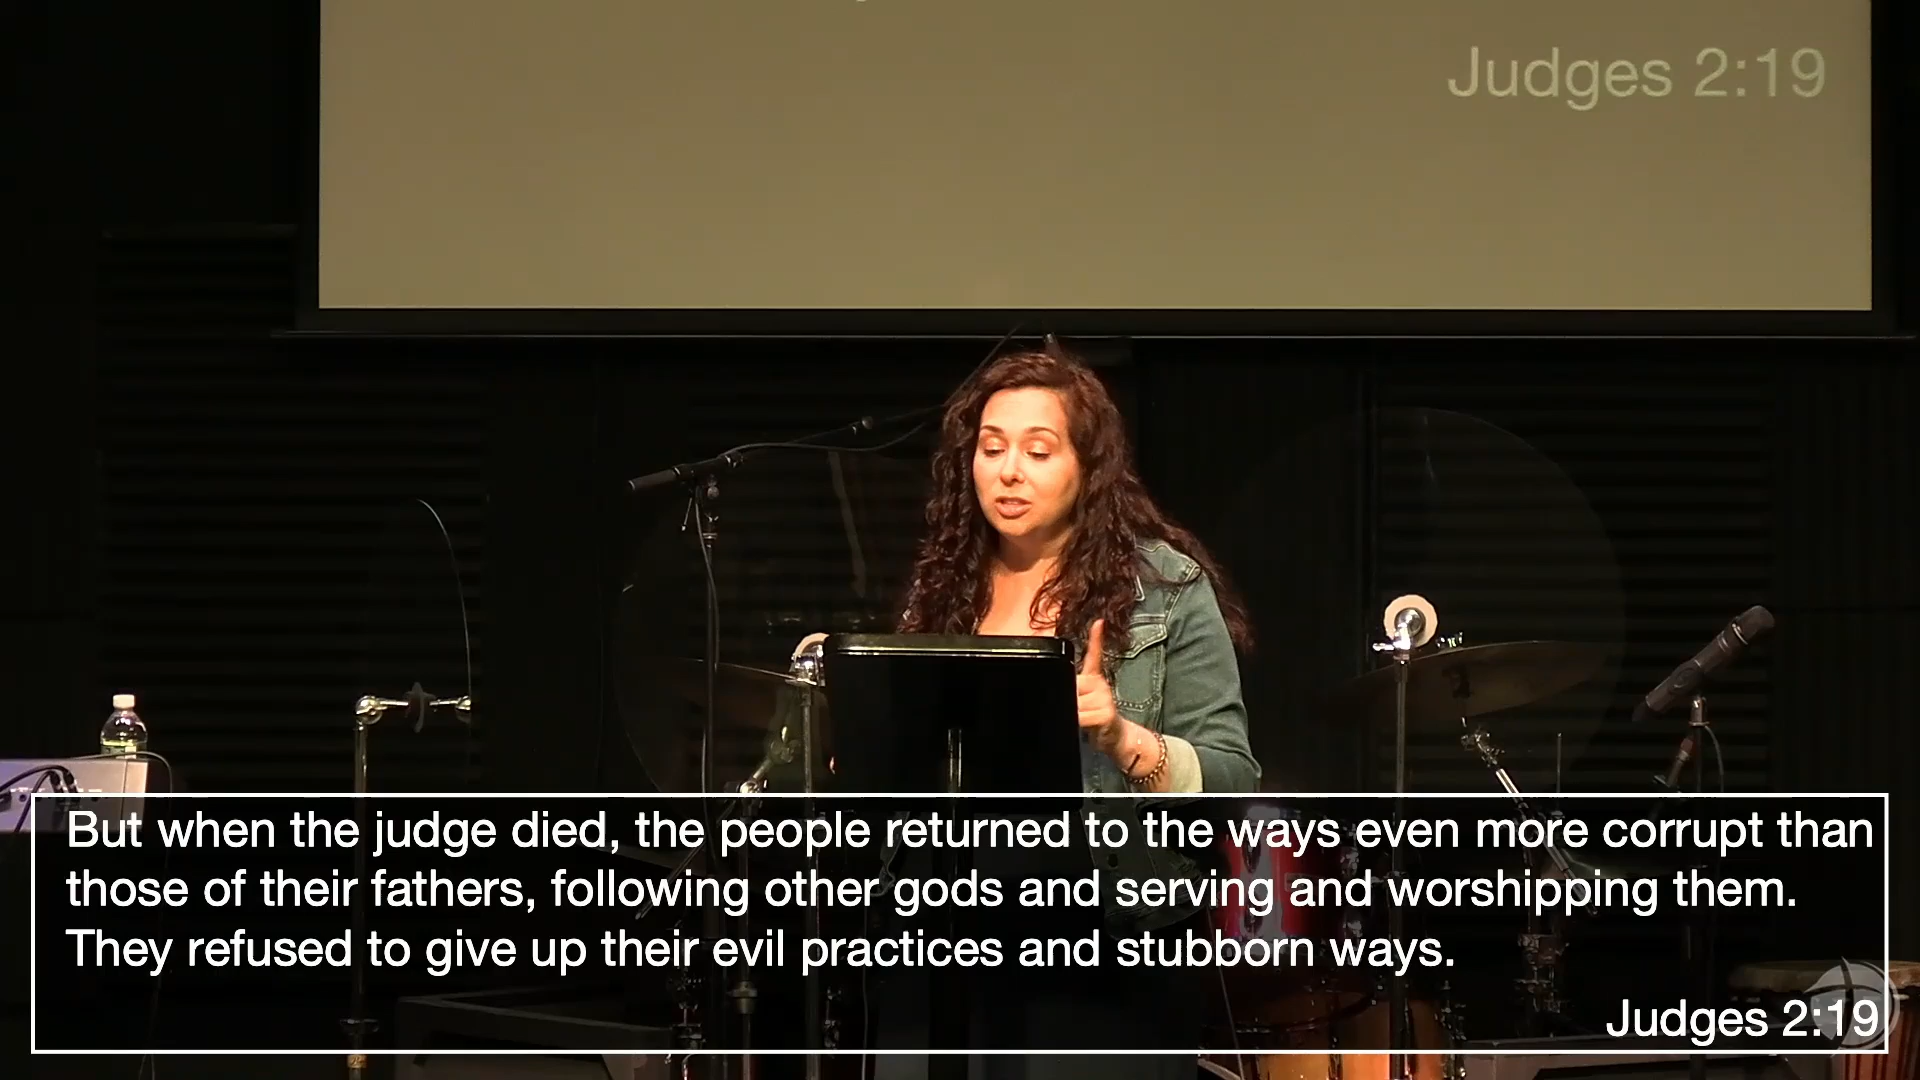 Judges 2:19
But when the judge died, the people returned to the ways even more corrupt than
those of their fathers, following other gods and serving and worshipping them.
They refused to give up their evil practices and stubborn ways.
Judges 2:19